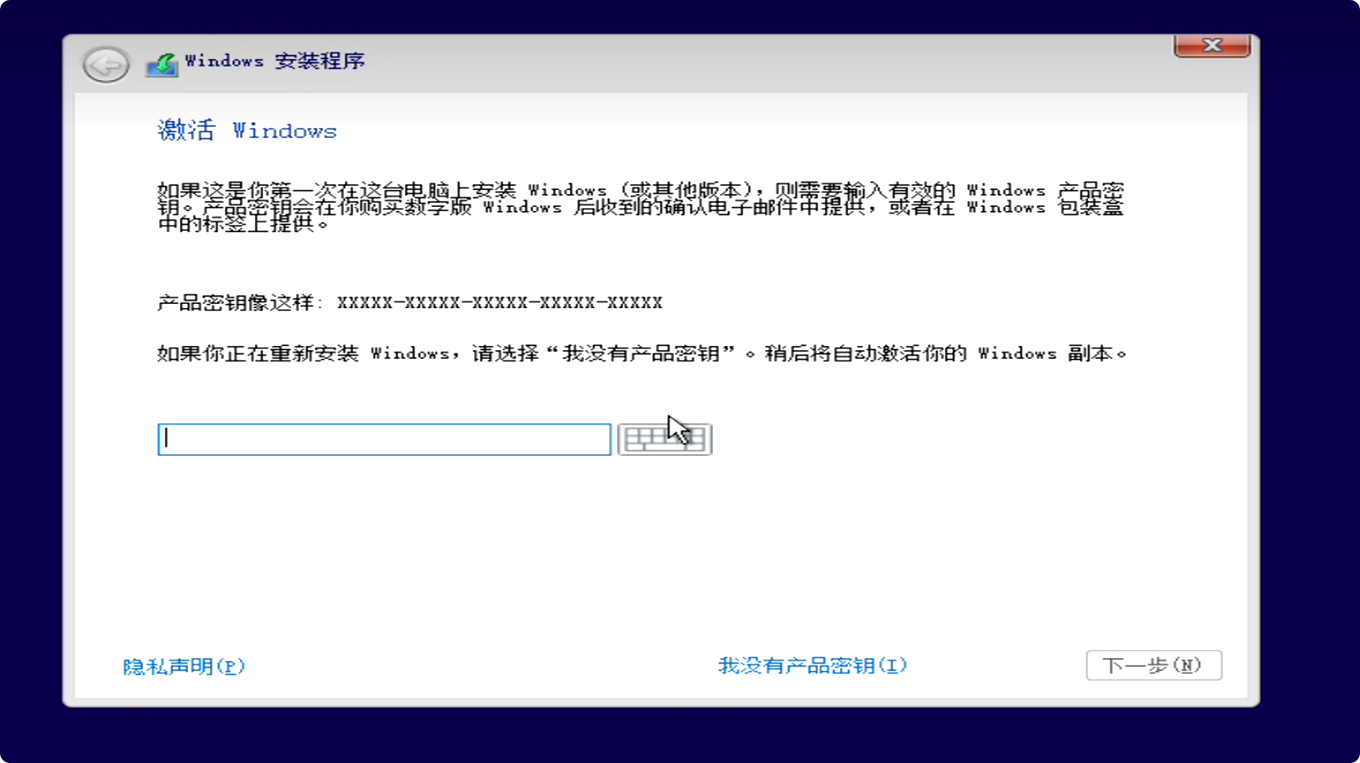 Windows 安装程序
激活 Windows
如果这是你第一次在这台电脑上安装 Windows (或其他版本)，则需要输入有效的 Windows 产品密
钥。产品密钥会在你购买数字版 Windows 后收到的确认电子邮件中提供，或者在 Windows 包装盒
中的标签上提供。
产品密钥像这样: XXXXX-XXXXX-XXXXX-XXXXX-XXXXX
如果你正在重新安装 Windows，请选择“我没有产品密钥”。稍后将自动激活你的 Windows 副本。
隐私声明(P)
我没有产品密钥(I)
下一步(N)